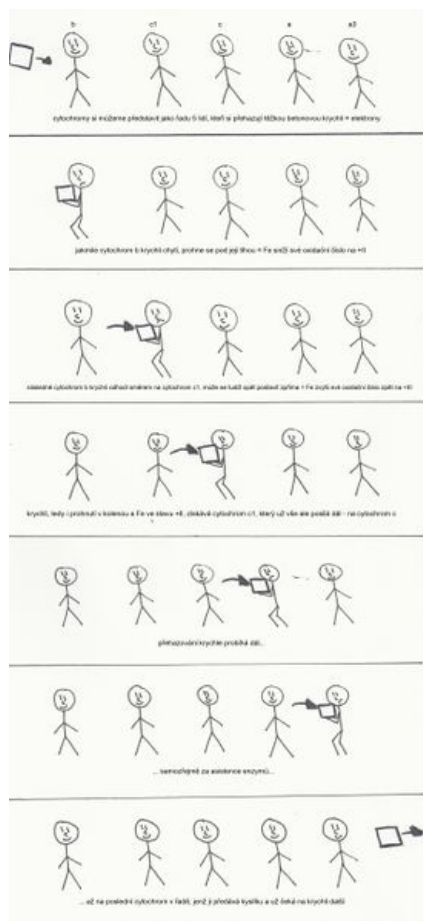 b c1 c a a3
cytochromy si můžeme představit jako řadu 5 lidí, kteří si přehazují těžkou betonovou krychli = elektrony
jakmile cytochrom b krychli chytí, prohne se pod její tíhou = Fe sníží své oxidační číslo na +II
následně cytochrom b krychli odhodí směrem na cytochrom c1, může se tudíž opět postavit zpříma = Fe zvýší své oxidační číslo zpět na +III
krychli, tedy i prohnutí v kolenou a Fe ve stavu +II, získává cytochrom c1, který už vše ale posílá dál - na cytochrom c
přehazování krychle probíhá dál...
... samozřejmě za asistence enzymů...
... až na poslední cytochrom v řadě, jenž ji předává kyslíku a už čeká na krychli další